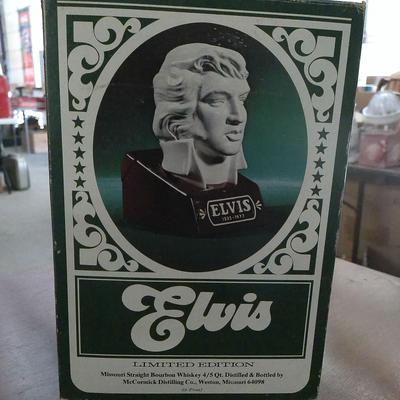 ELVIS
1935-1977
Elvis
LIMITED EDITION
Missouri Straight Bourbon Whiskey 4/5 Qt. Distilled & Bottled by
McCormick Distilling Co., Weston, Missouri 64098